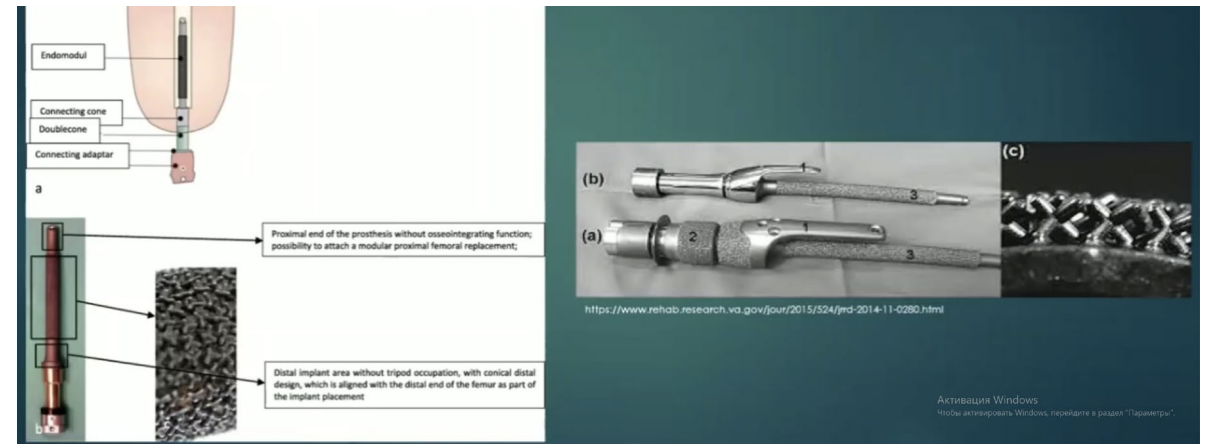 Endomodul
Connecting cone
Doublecone
Connecting adaptar
a
Proximal end of the prosthesis without osseointegrating function;
possibility to attach a modular proximal femoral replacement;
Distal implant area without tripod occupation, with conical distal
design, which is aligned with the distal end of the femur as part of
the implant placement
b
c
(b)
1
3
(a)
2
1
3
(c)
https://www.rehab.research.va.gov/jour/2015/524/jrrd-2014-11-0280.html
Активация Windows
Чтобы активировать Windows, перейдите в раздел "Параметры".